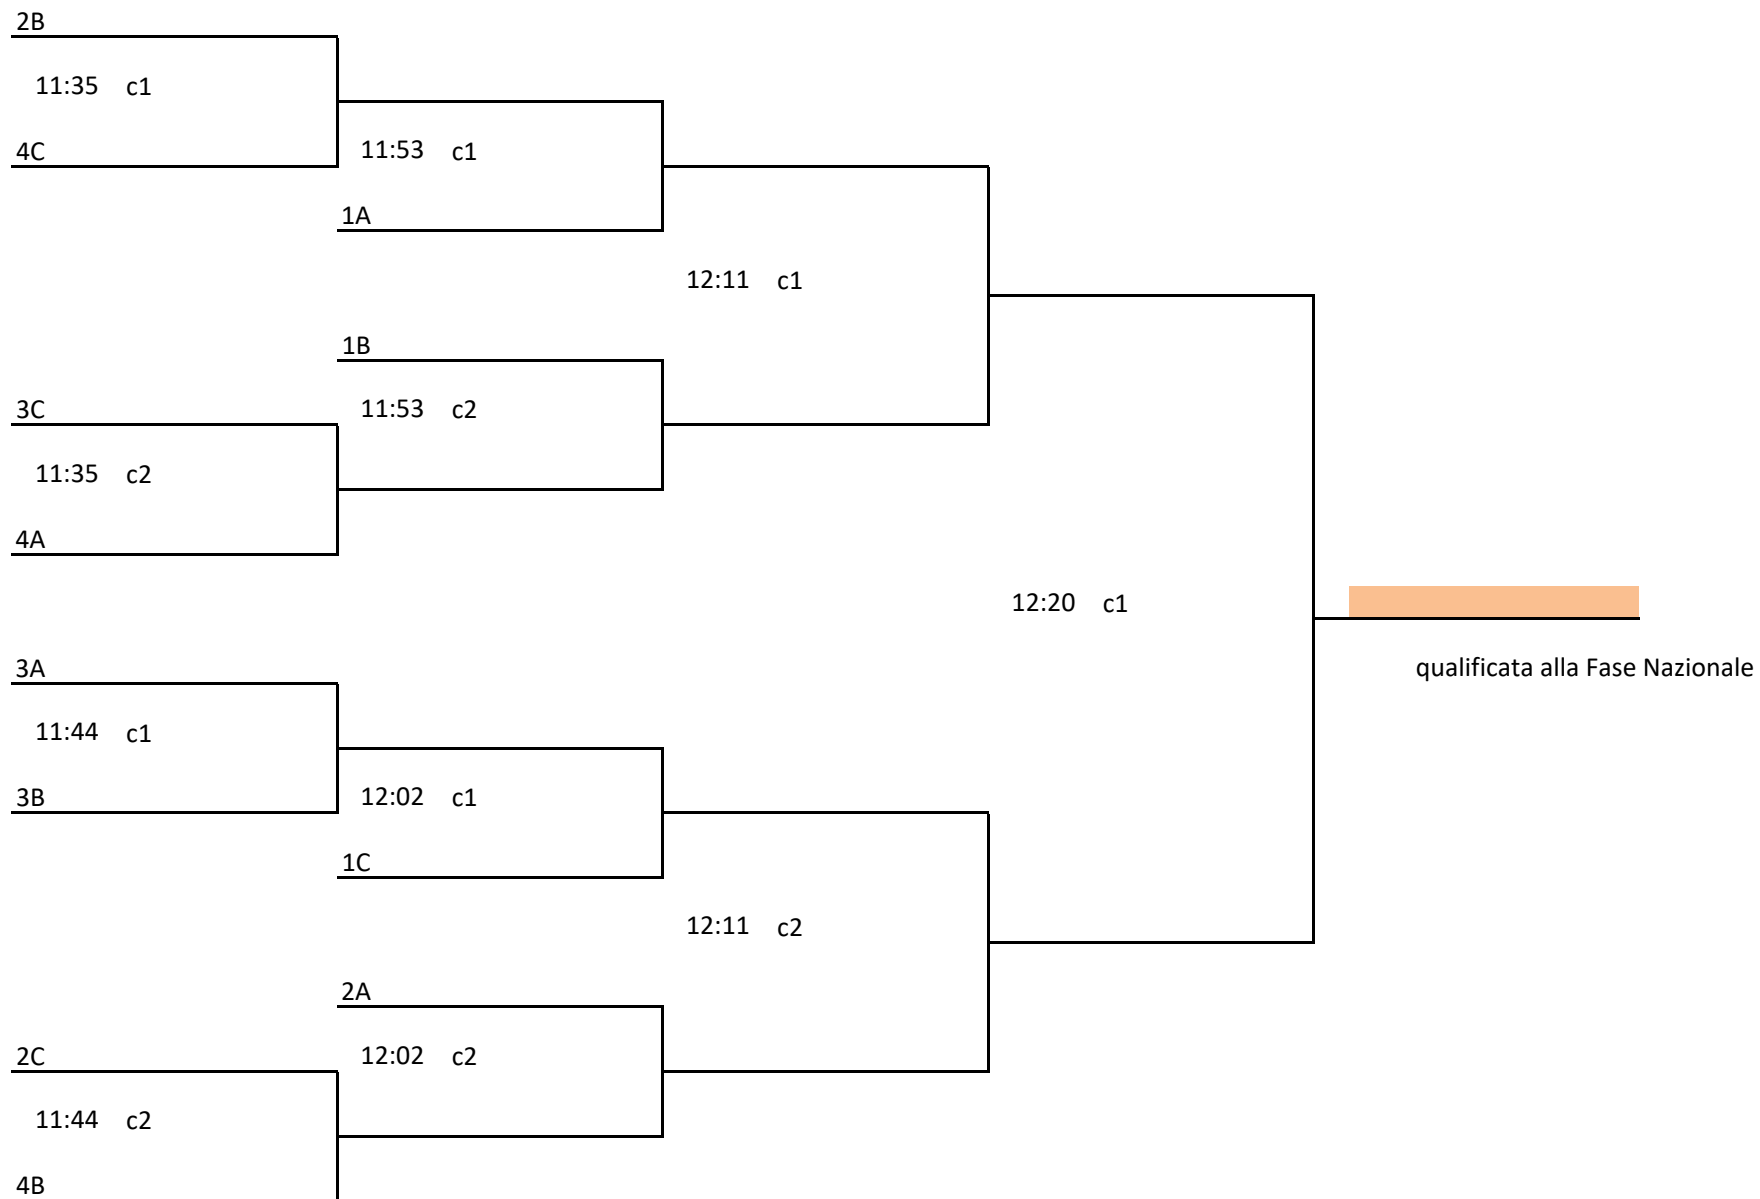 2B
11:35 c1
4C
11:53 c1
1A
12:11 c1
1B
3C
11:53 c2
11:35 c2
4A
12:20 c1
3A
qualificata alla Fase Nazionale
11:44 c1
3B
12:02 c1
1C
12:11 c2
2A
2C
12:02 c2
11:44 c2
4B